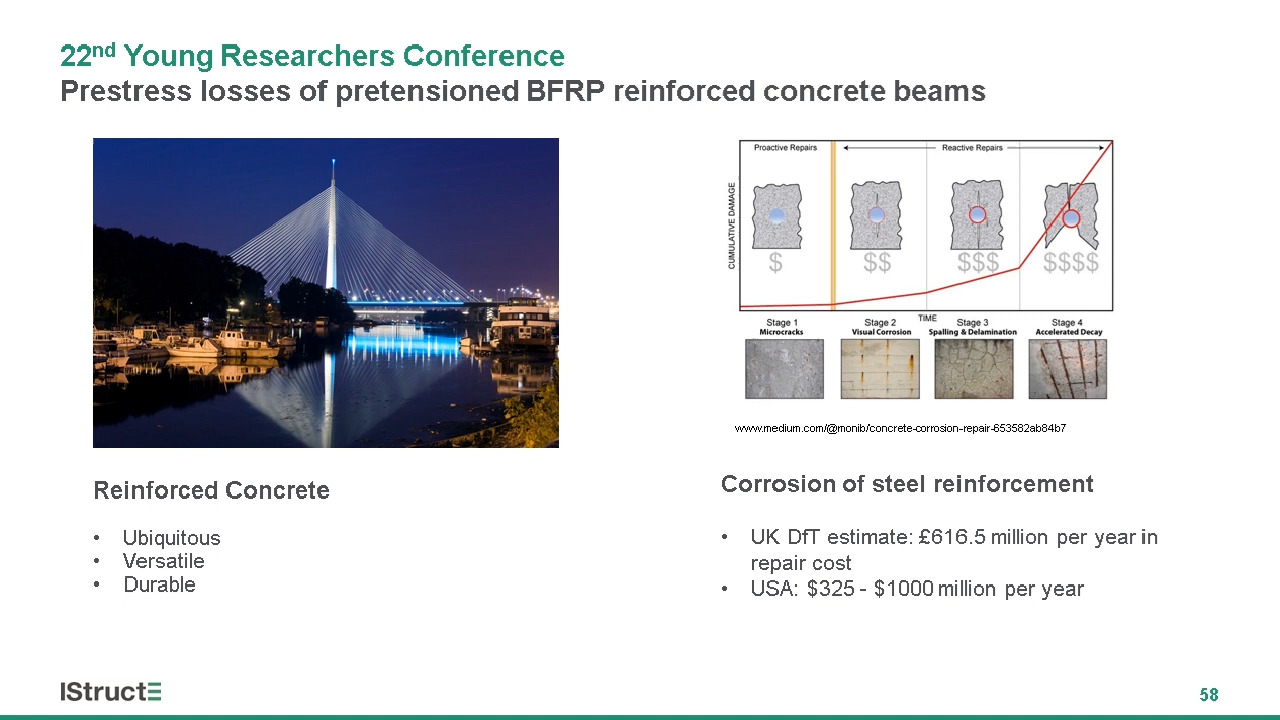 22nd Young Researchers Conference
Prestress losses of pretensioned BFRP reinforced concrete beams
Proactive Repairs
Reactive Repairs
CUMULATIVE DAMAGE
$
$$
$$$
$$$$
TIME
Stage 1
Microcracks
Stage 2
Visual Corrosion
Stage 3
Spalling & Delamination
Stage 4
Accelerated Decay
www.medium.com/@monib/concrete-corrosion-repair-653582ab84b7
Reinforced Concrete
• Ubiquitous
• Versatile
• Durable
Corrosion of steel reinforcement
• UK DfT estimate: £616.5 million per year in
repair cost
• USA: $325 - $1000 million per year
IStructE
58